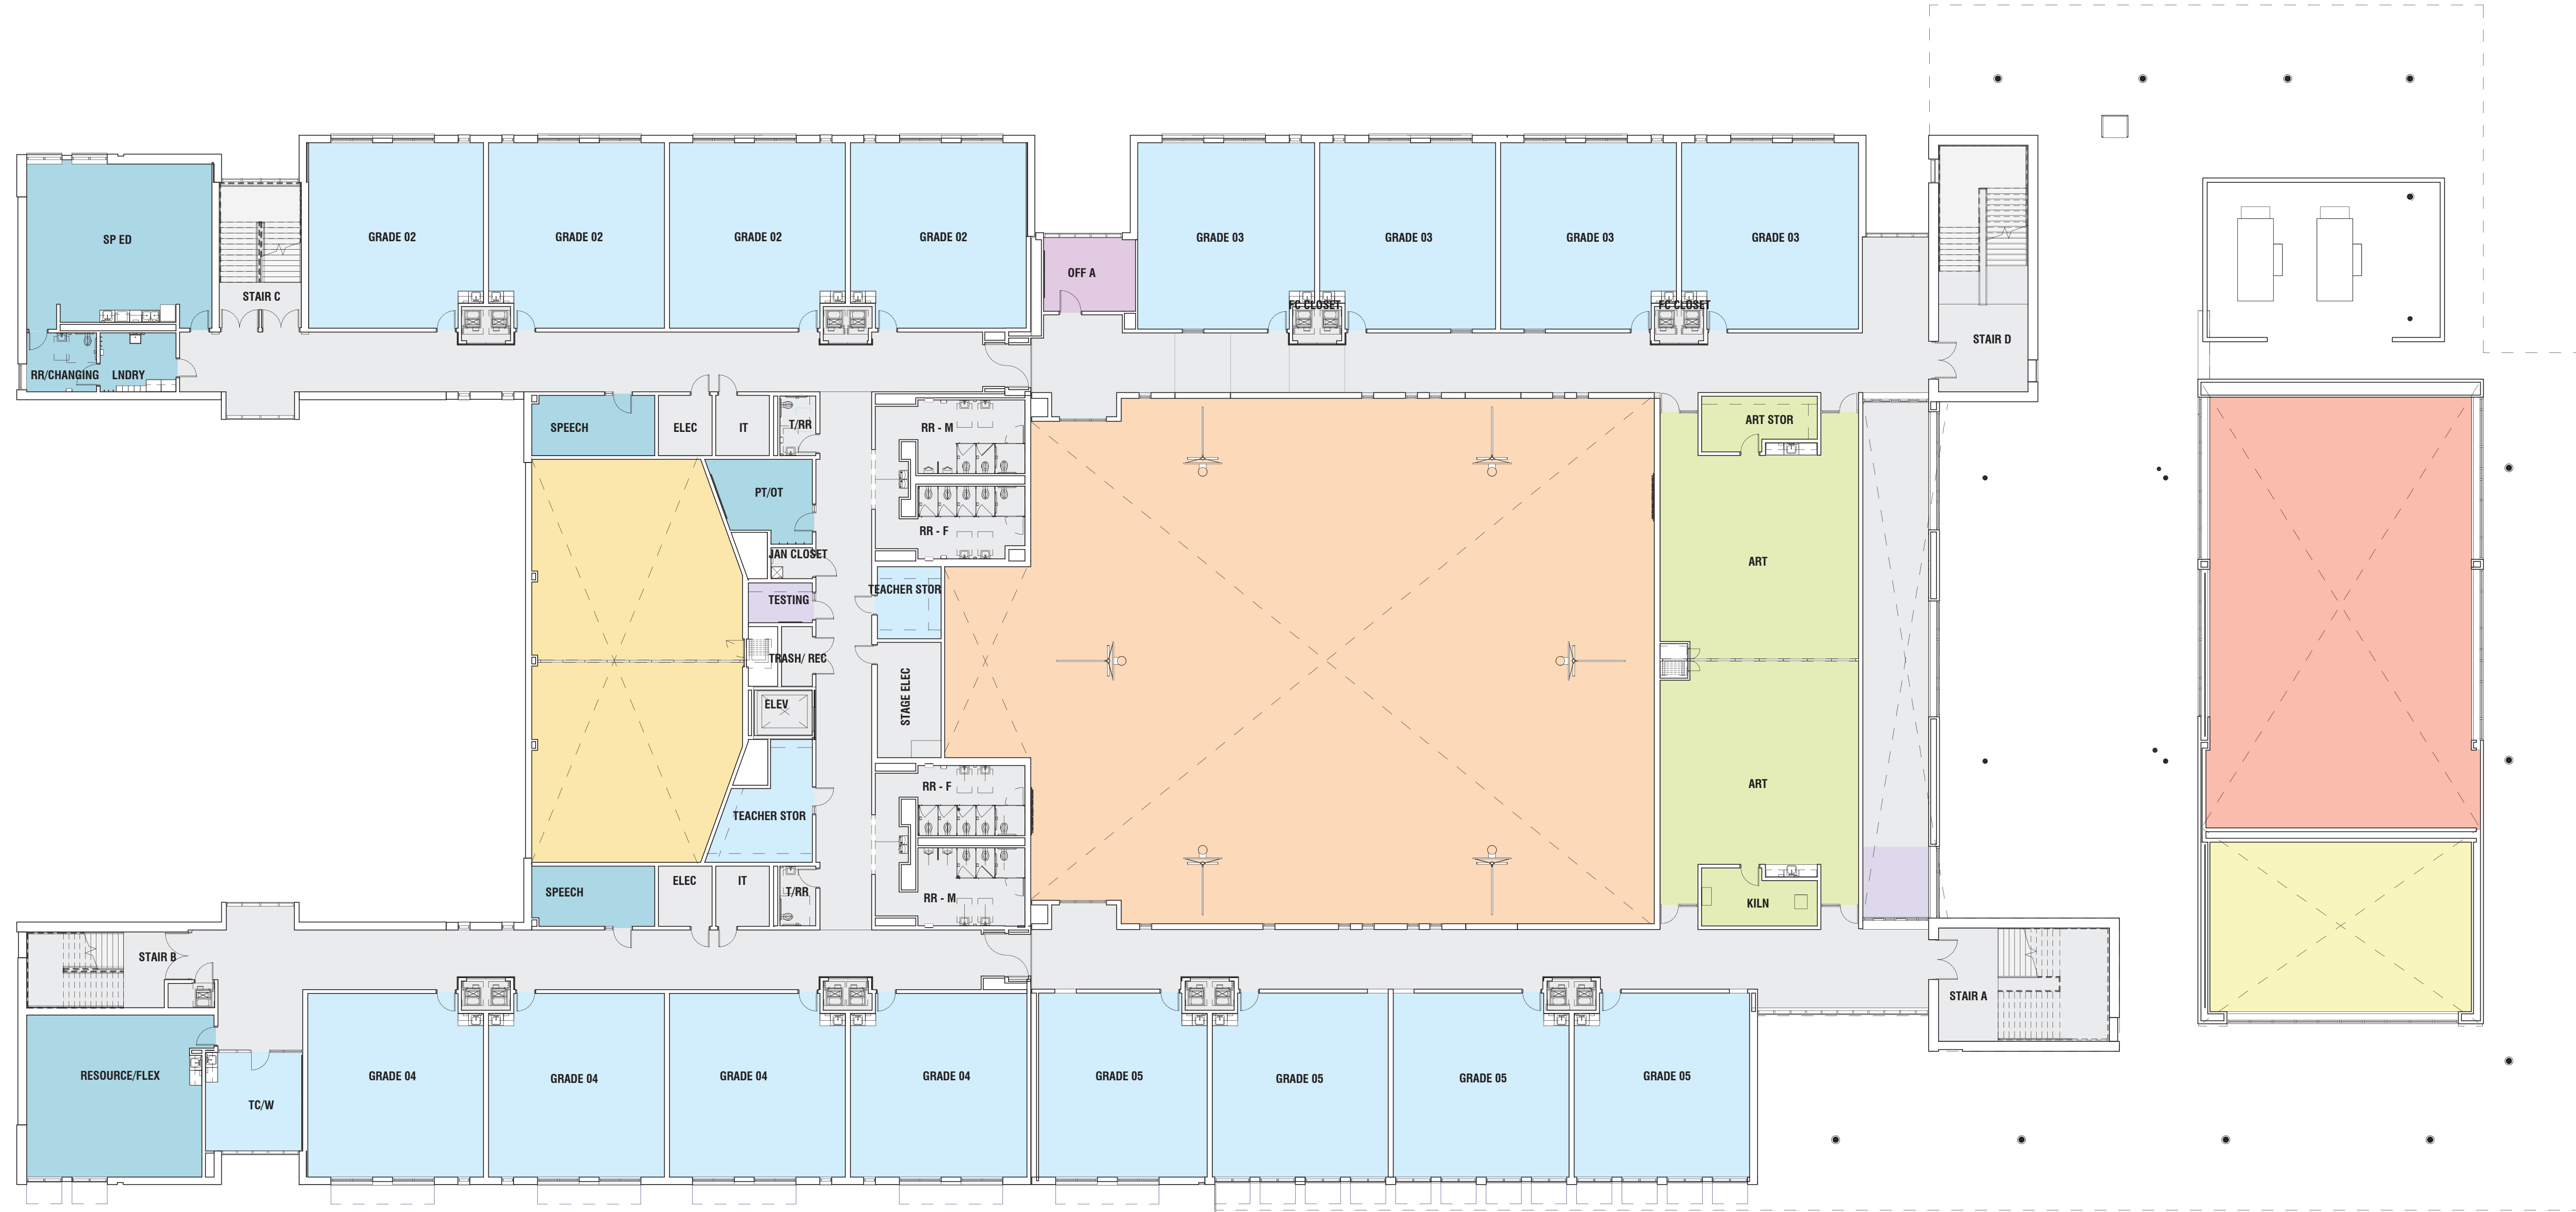 GRADE 02
GRADE 02
GRADE 02
GRADE 02
GRADE 03
GRADE 03
GRADE 03
GRADE 03
SP ED
OFF A
STAIR C
FC CLOSET
FC CLOSET
STAIR D
RR/CHANGING
LNDRY
SPEECH
ELEC
IT
T/RR
RR - M
ART STOR
PT/OT
RR - F
JAN CLOSET
ART
TEACHER STOR
TESTING
TRASH/ REC
STAGE ELEC
ELEV
ART
RR - F
TEACHER STOR
SPEECH
ELEC
IT
T/RR
RR - M
KILN
STAIR B
STAIR A
RESOURCE/FLEX
TC/W
GRADE 04
GRADE 04
GRADE 04
GRADE 04
GRADE 05
GRADE 05
GRADE 05
GRADE 05